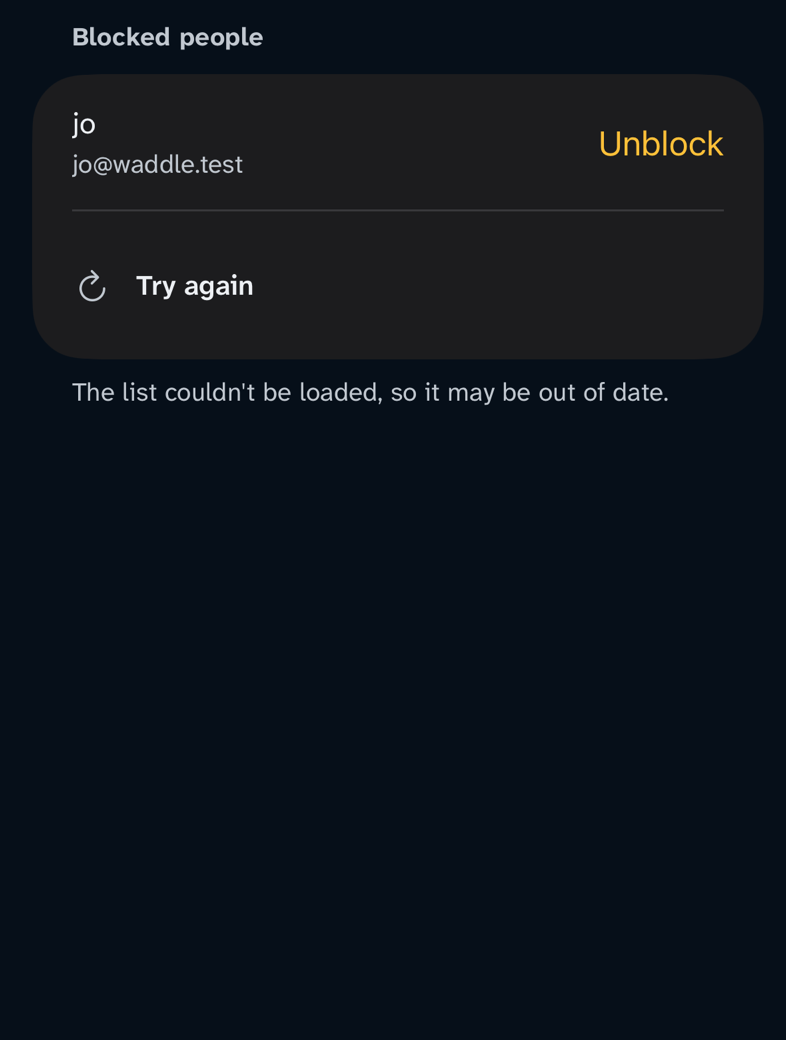 Blocked people
jo
jo@waddle.test
Unblock
Try again
The list couldn't be loaded, so it may be out of date.